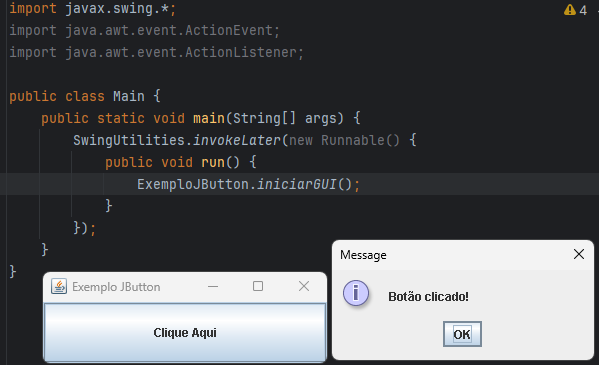 import javax.swing.*;
4
import java.awt.event.ActionEvent;
import java.awt.event.ActionListener;
public class Main {
public static void main(String[] args) {
SwingUtilities.invokeLater(new Runnable() {
public void run() {
ExemploJButton.iniciarGUI();
}
});
}
}
Exemplo JButton
Clique Aqui
Message
Botão clicado!
OK